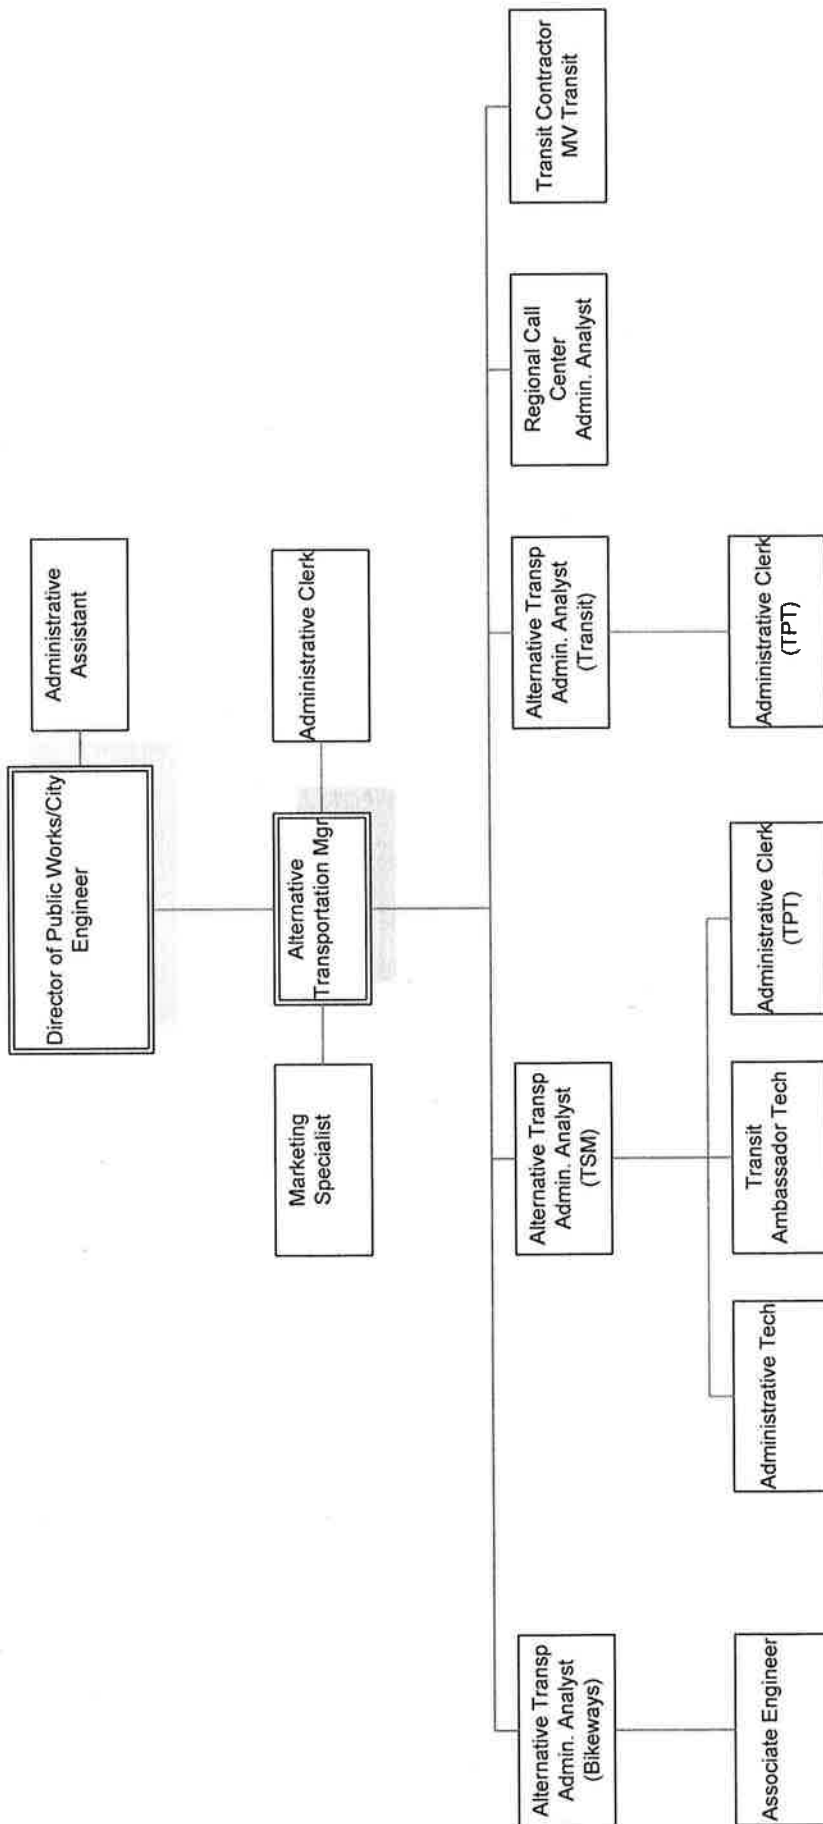 Director of Public Works/City
Engineer
Administrative
Assistant
Marketing
Specialist
Alternative
Transportation Mgr
Administrative Clerk
Alternative Transp
Admin. Analyst
(Bikeways)
Alternative Transp
Admin. Analyst
(TSM)
Alternative Transp
Admin. Analyst
(Transit)
Regional Call
Center
Admin. Analyst
Transit Contractor
MV Transit
Associate Engineer
Administrative Tech
Transit
Ambassador Tech
Administrative Clerk
(TPT)
Administrative Clerk
(TPT)